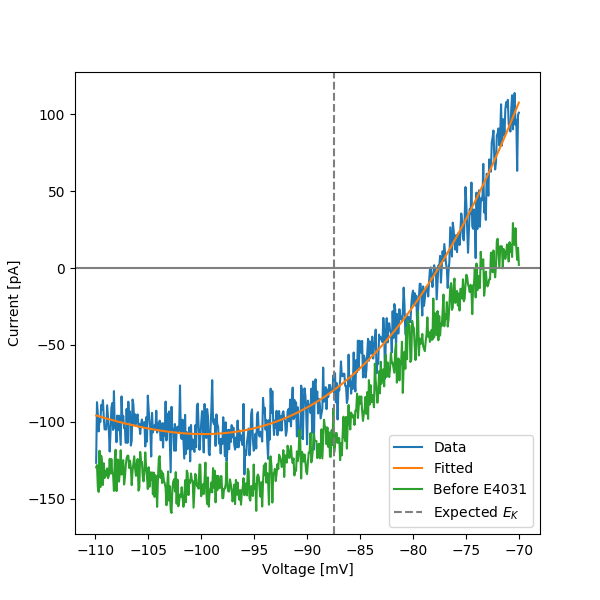 100
50
0
−50
−100
−150
Current [pA]
−110
−105
−100
−95
−90
−85
−80
−75
−70
Voltage [mV]
Data
Fitted
Before E4031
Expected E_K